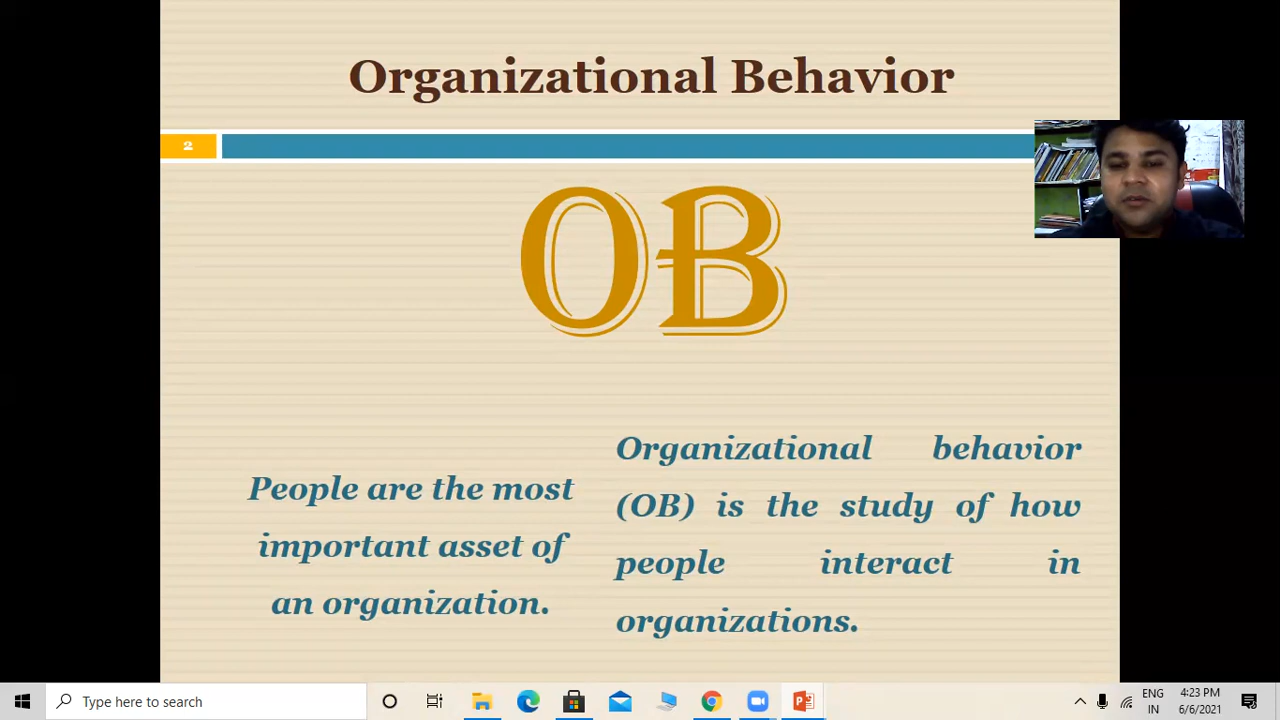 Organizational Behavior
2
OB
People are the most
important asset of
an organization.
Organizational behavior
(OB) is the study of how
people interact in
organizations.
Type here to search
ENG
IN
4:23 PM
6/6/2021